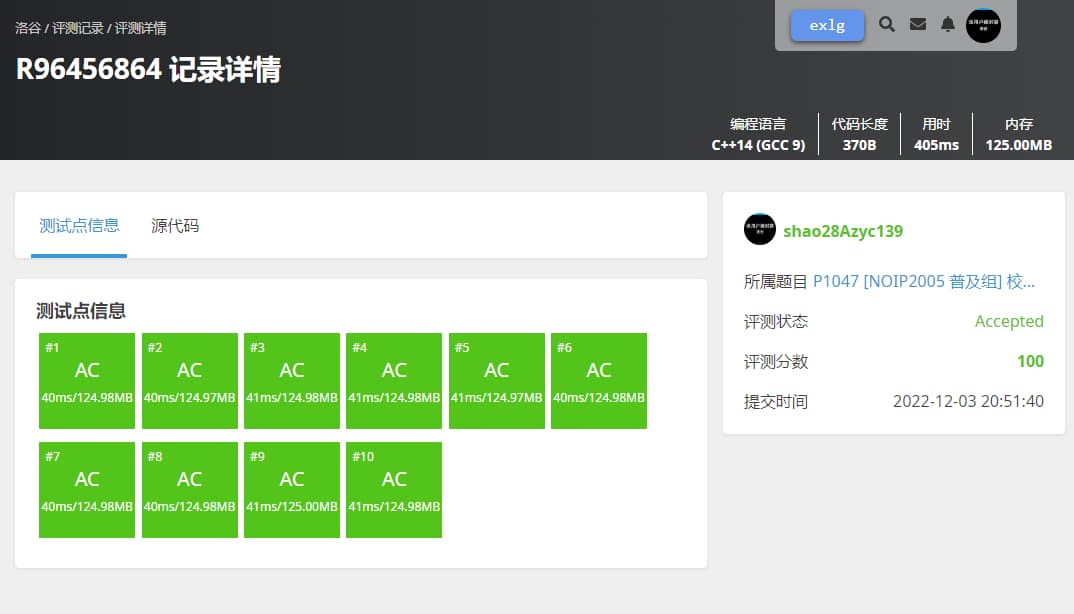 洛谷 / 评测记录 / 评测详情
exlg
R96456864 记录详情
编程语言 代码长度 用时 内存
C++14 (GCC 9) 370B 405ms 125.00MB
测试点信息 源代码
shao28Azyc139
所属题目 P1047 [NOIP2005 普及组] 校...
评测状态 Accepted
评测分数 100
提交时间 2022-12-03 20:51:40
测试点信息
#1 #2 #3 #4 #5 #6
AC AC AC AC AC AC
40ms/124.98MB 40ms/124.97MB 41ms/124.98MB 41ms/124.98MB 41ms/124.97MB 40ms/124.98MB
#7 #8 #9 #10
AC AC AC AC
40ms/124.98MB 40ms/124.98MB 41ms/125.00MB 41ms/124.98MB